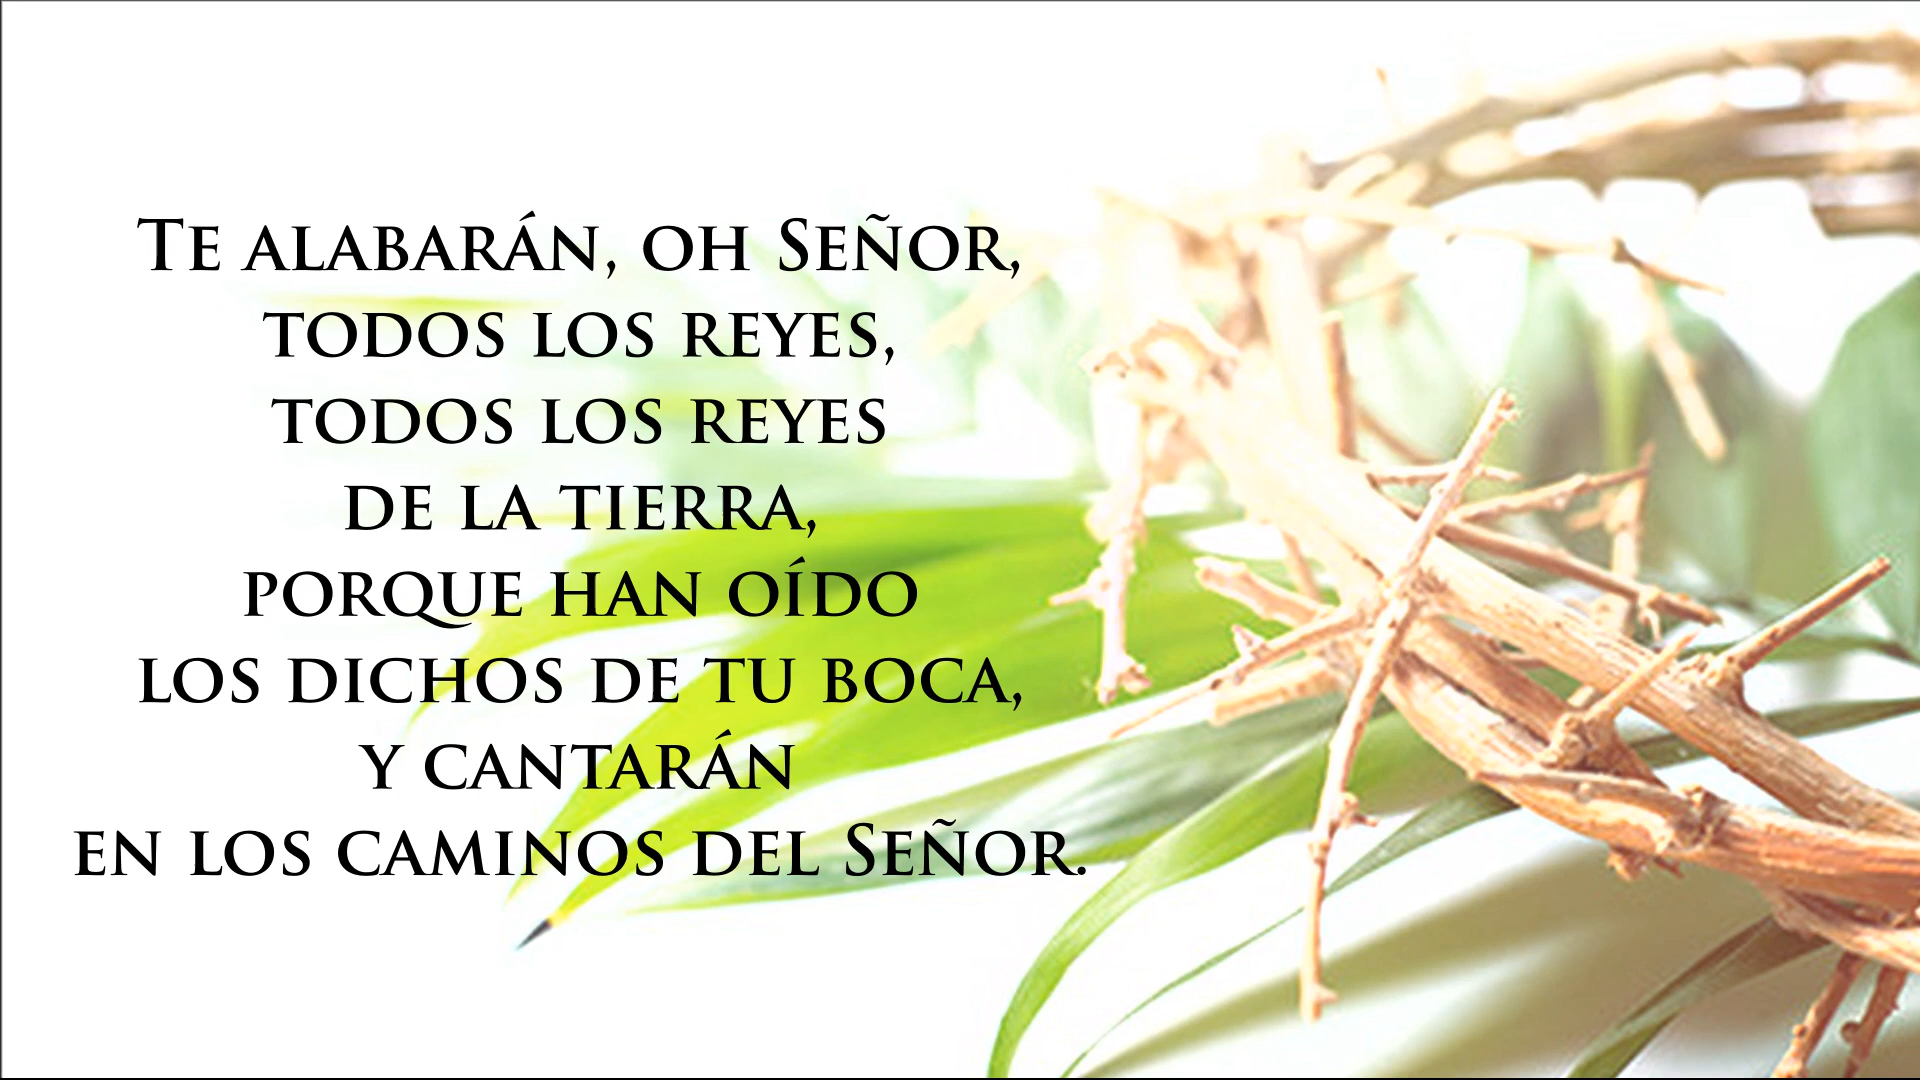 Te alabarán, oh Señor,
todos los reyes,
todos los reyes
de la tierra,
porque han oído
los dichos de tu boca,
y cantarán
en los caminos del Señor.